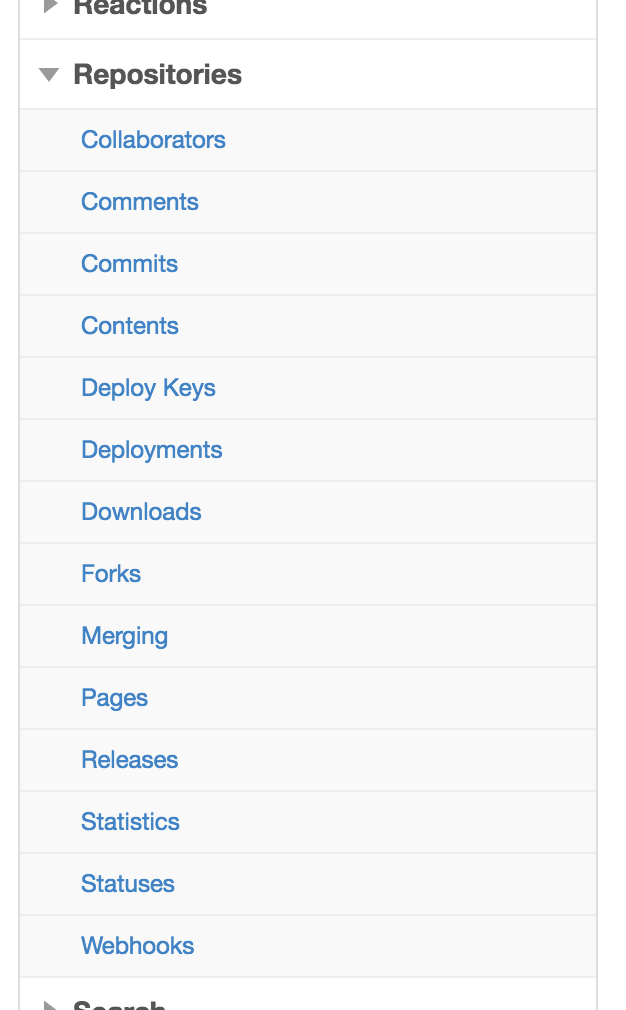 Reactions
Repositories
Collaborators
Comments
Commits
Contents
Deploy Keys
Deployments
Downloads
Forks
Merging
Pages
Releases
Statistics
Statuses
Webhooks
Search